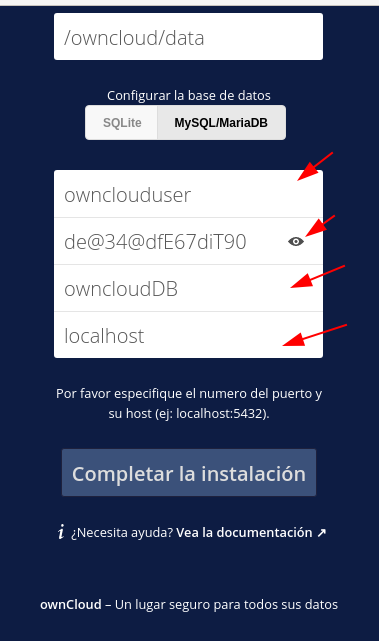 /owncloud/data
Configurar la base de datos
SQLite MySQL/MariaDB
ownclouduser
de@34@dfE67diT90
owncloudDB
localhost
Por favor especifique el numero del puerto y
su host (ej: localhost:5432).
Completar la instalación
¿Necesita ayuda? Vea la documentación ↗
ownCloud – Un lugar seguro para todos sus datos